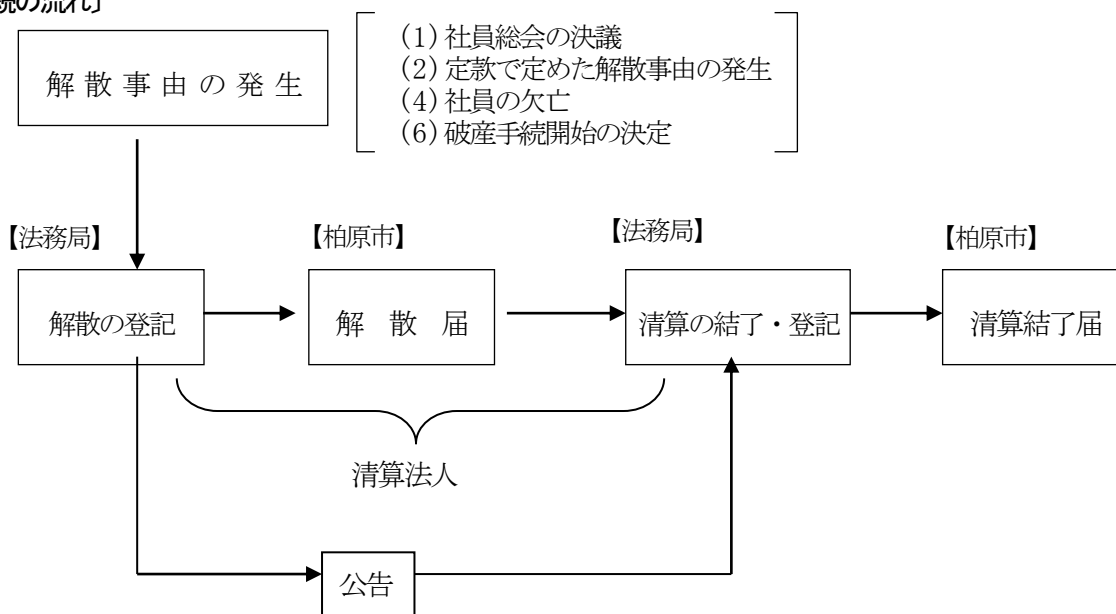 続の流れ〕
解散事由の発生
(1)社員総会の決議
(2)定款で定めた解散事由の発生
(4)社員の欠亡
(6)破産手続開始の決定
【法務局】
【柏原市】
【法務局】
【柏原市】
解散の登記
解散届
清算の結了・登記
清算結了届
清算法人
公告